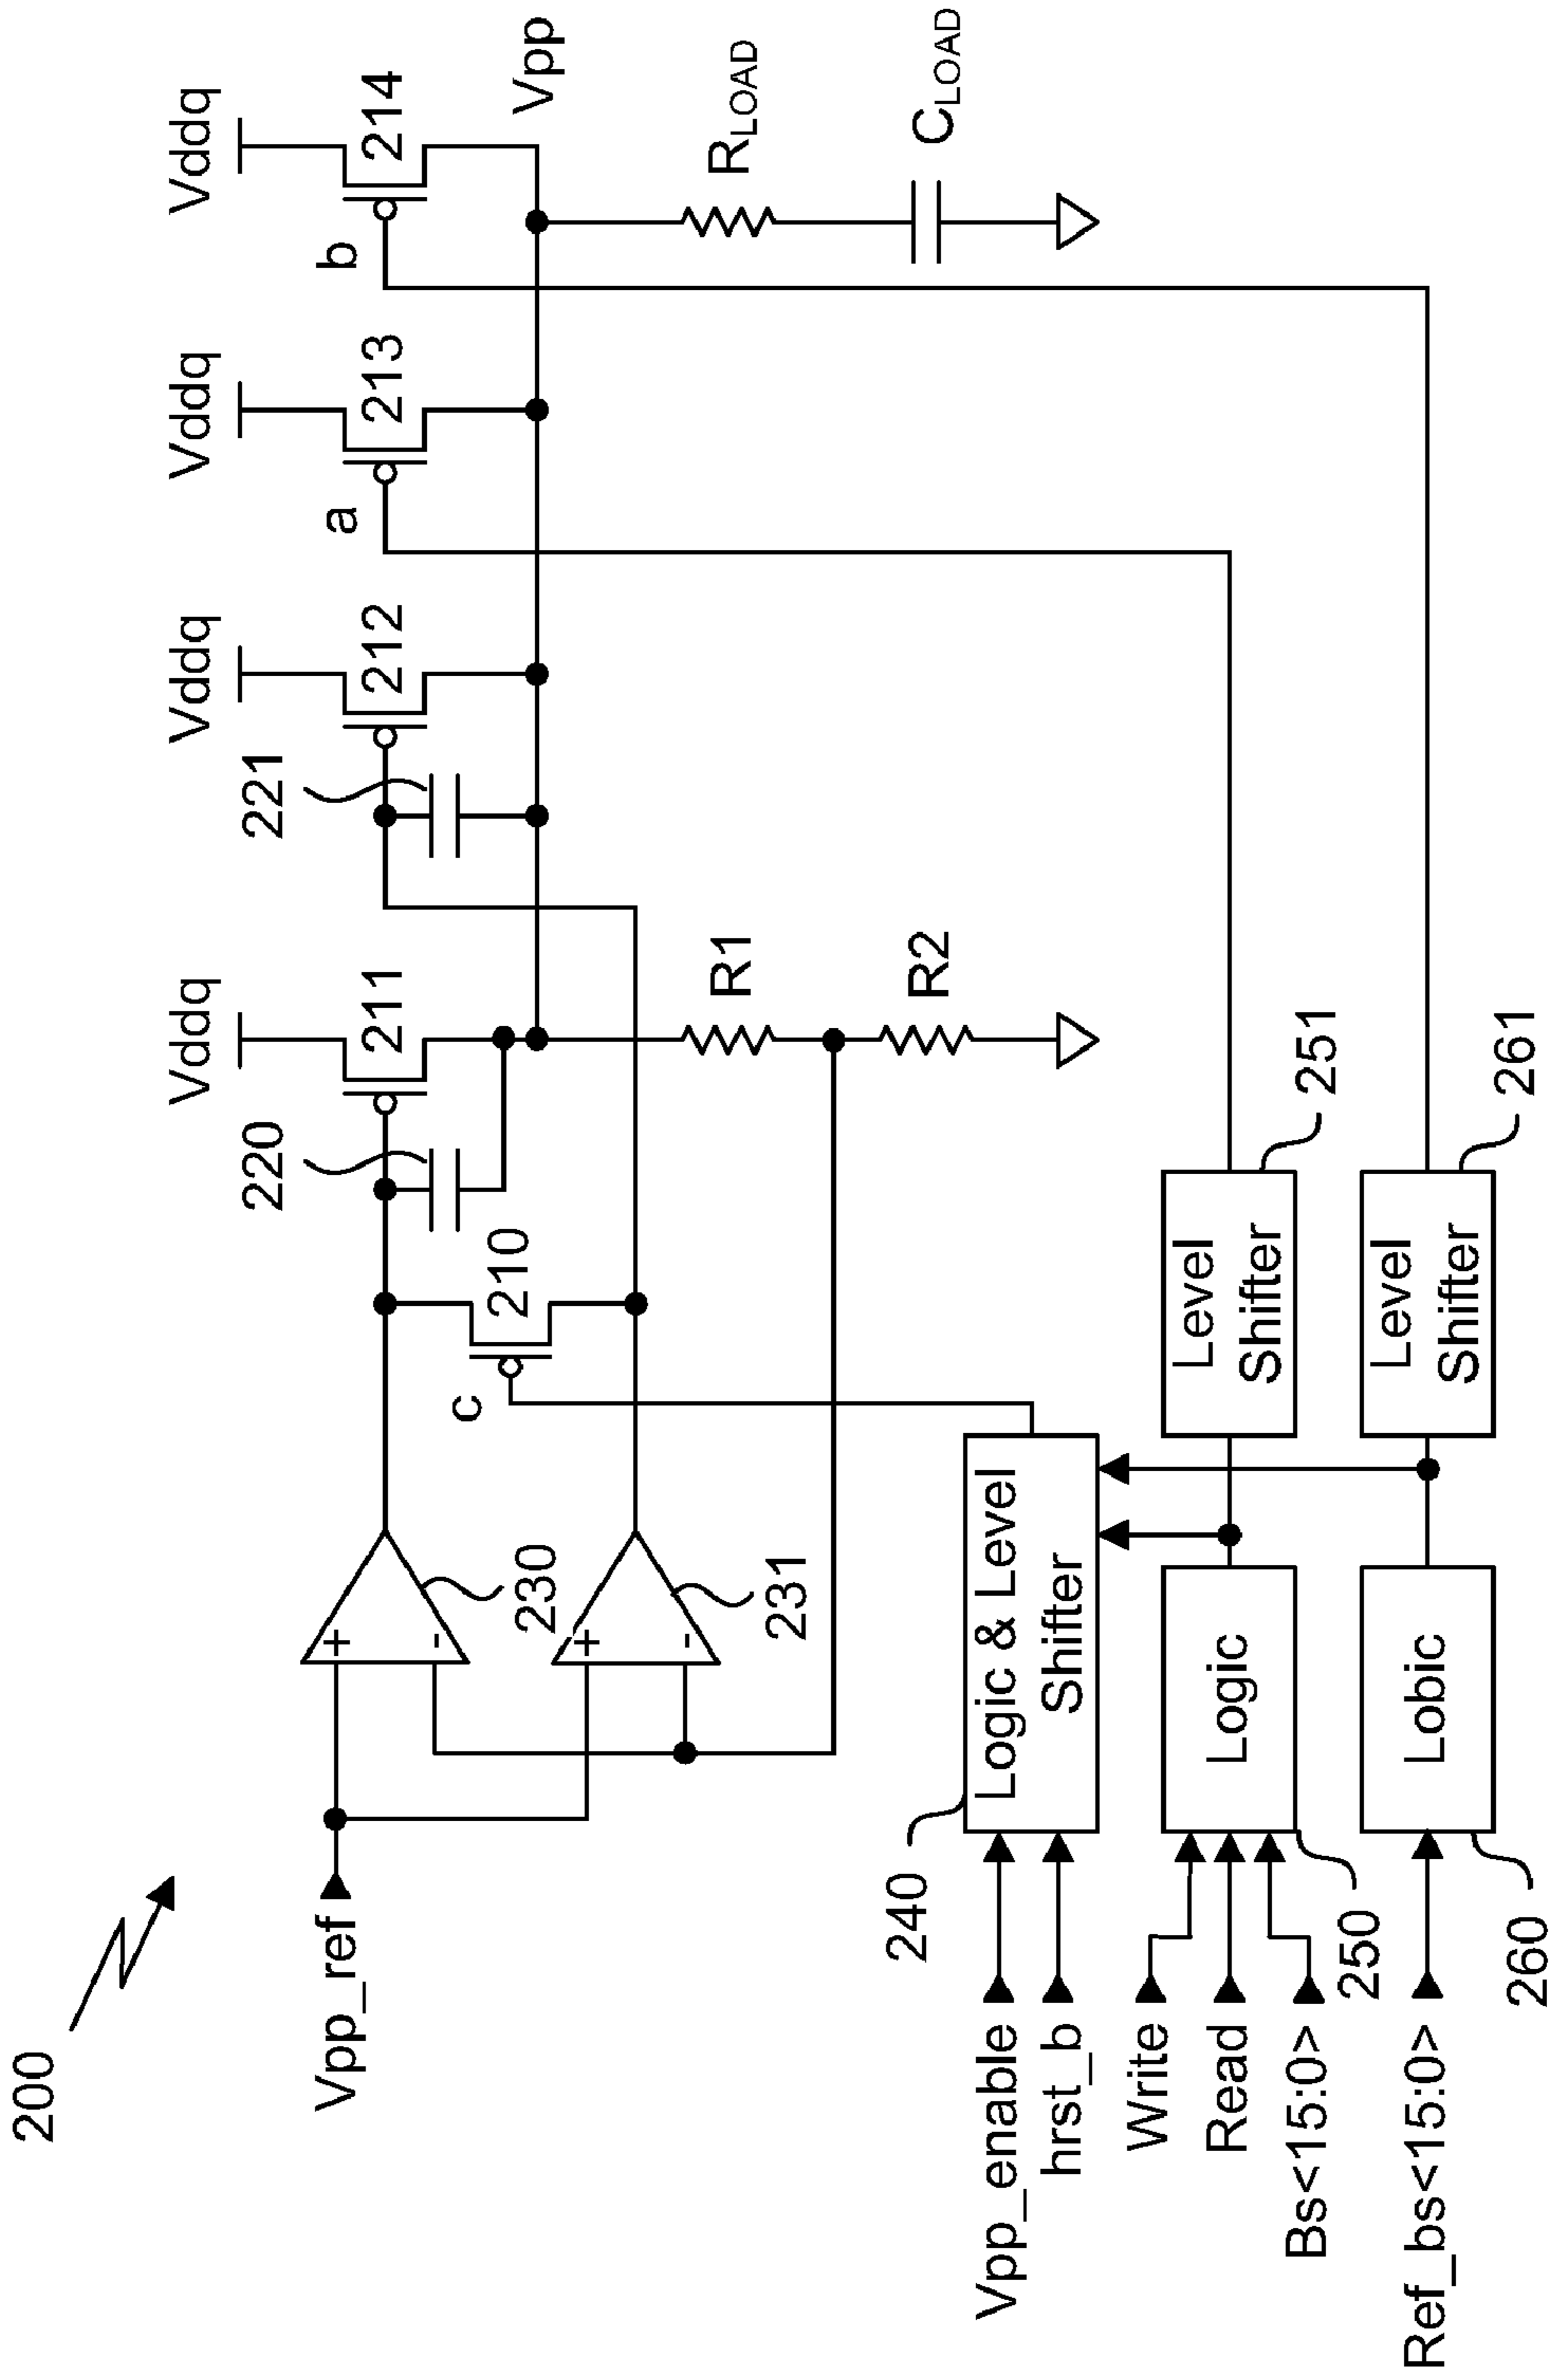 200
Vddq
Vddq
Vddq
Vddq
211
212
213
214
220
221
a
b
Vpp
Vpp_ref
+
-
230
+
-
231
c
210
R1
R2
RLOAD
CLOAD
240
Vpp_enable
hrst_b
Logic & Level
Shifter
Write
Read
Bs<15:0>
250
Logic
Level
Shifter
251
Ref_bs<15:0>
260
Lobic
Level
Shifter
261